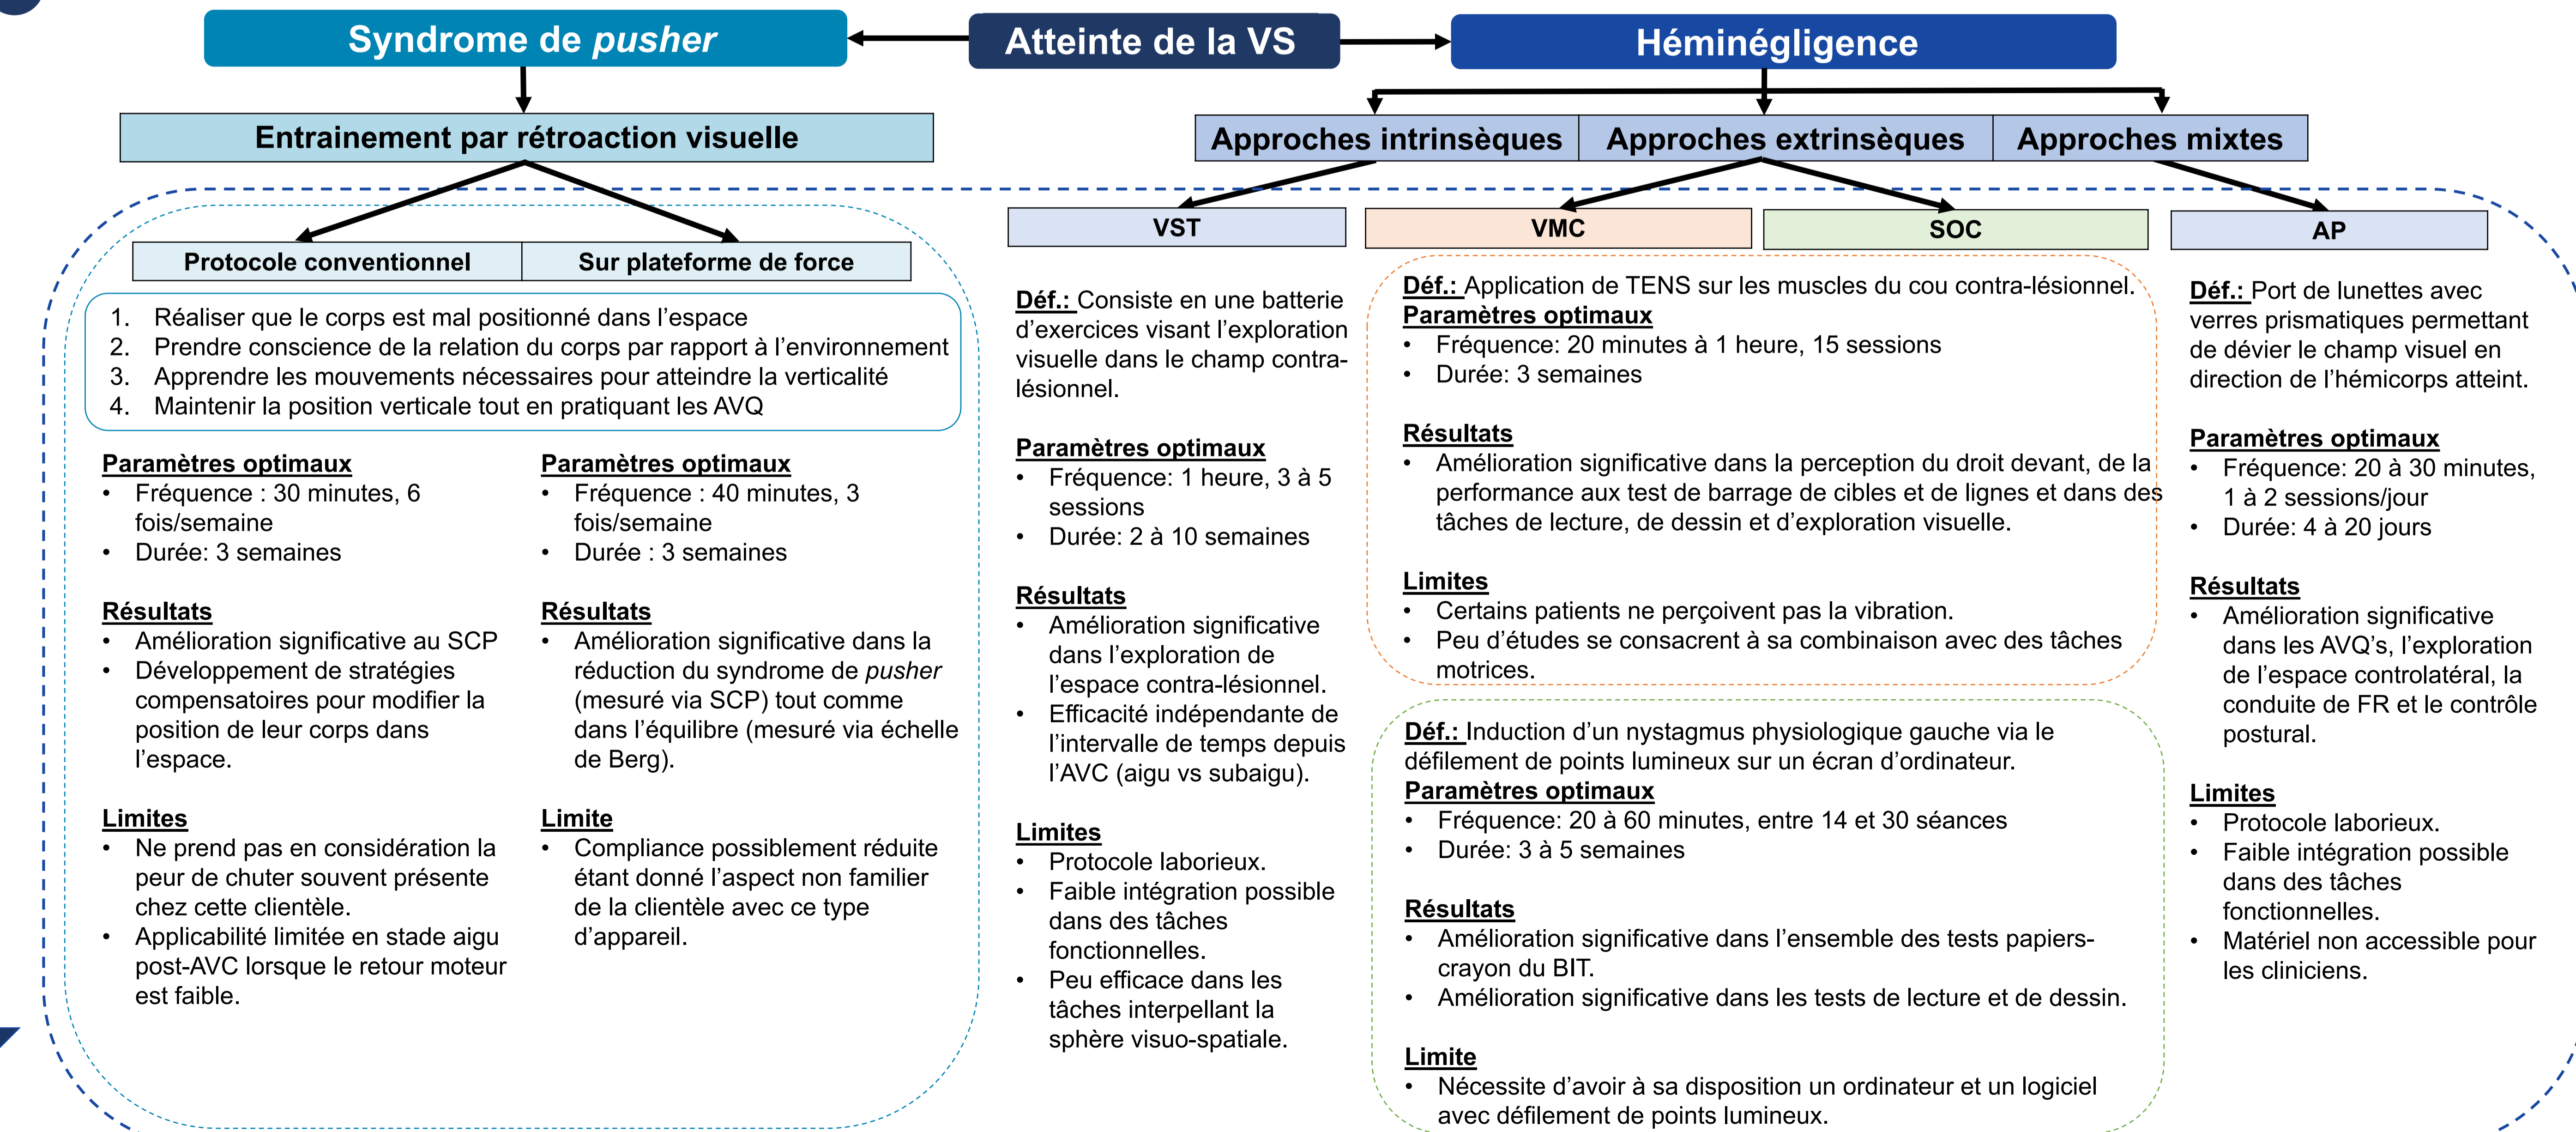 Syndrome de pusher
Atteinte de la VS
Héminégligence
Entrainement par rétroaction visuelle
Approches intrinsèques
Approches extrinsèques
Approches mixtes
Protocole conventionnel
Sur plateforme de force
1. Réaliser que le corps est mal positionné dans l’espace
2. Prendre conscience de la relation du corps par rapport à l’environnement
3. Apprendre les mouvements nécessaires pour atteindre la verticalité
4. Maintenir la position verticale tout en pratiquant les AVQ
Paramètres optimaux
• Fréquence : 30 minutes, 6
fois/semaine
• Durée: 3 semaines
Résultats
• Amélioration significative au SCP
• Développement de stratégies
compensatoires pour modifier la
position de leur corps dans
l’espace.
Limites
• Ne prend pas en considération la
peur de chuter souvent présente
chez cette clientèle.
• Applicabilité limitée en stade aigu
post-AVC lorsque le retour moteur
est faible.
Paramètres optimaux
• Fréquence : 40 minutes, 3
fois/semaine
• Durée : 3 semaines
Résultats
• Amélioration significative dans la
réduction du syndrome de pusher
(mesuré via SCP) tout comme
dans l’équilibre (mesuré via échelle
de Berg).
Limite
• Compliance possiblement réduite
étant donné l’aspect non familier
de la clientèle avec ce type
d’appareil.
VST
Déf.: Consiste en une batterie
d’exercices visant l’exploration
visuelle dans le champ contra-
lésionnel.
Paramètres optimaux
• Fréquence: 1 heure, 3 à 5
sessions
• Durée: 2 à 10 semaines
Résultats
• Amélioration significative
dans l’exploration de
l’espace contra-lésionnel.
• Efficacité indépendante de
l’intervalle de temps depuis
l’AVC (aigu vs subaigu).
Limites
• Protocole laborieux.
• Faible intégration possible
dans des tâches
fonctionnelles.
• Peu efficace dans les
tâches interpellant la
sphère visuo-spatiale.
VMC
Déf.: Application de TENS sur les muscles du cou contra-lésionnel.
Paramètres optimaux
• Fréquence: 20 minutes à 1 heure, 15 sessions
• Durée: 3 semaines
Résultats
• Amélioration significative dans la perception du droit devant, de la
performance aux test de barrage de cibles et de lignes et dans des
tâches de lecture, de dessin et d’exploration visuelle.
Limites
• Certains patients ne perçoivent pas la vibration.
• Peu d’études se consacrent à sa combinaison avec des tâches
motrices.
SOC
Déf.: Induction d’un nystagmus physiologique gauche via le
défilement de points lumineux sur un écran d’ordinateur.
Paramètres optimaux
• Fréquence: 20 à 60 minutes, entre 14 et 30 séances
• Durée: 3 à 5 semaines
Résultats
• Amélioration significative dans l’ensemble des tests papiers-
crayon du BIT.
• Amélioration significative dans les tests de lecture et de dessin.
Limite
• Nécessite d’avoir à sa disposition un ordinateur et un logiciel
avec défilement de points lumineux.
AP
Déf.: Port de lunettes avec
verres prismatiques permettant
de dévier le champ visuel en
direction de l’hémicorps atteint.
Paramètres optimaux
• Fréquence: 20 à 30 minutes,
1 à 2 sessions/jour
• Durée: 4 à 20 jours
Résultats
• Amélioration significative
dans les AVQ’s, l’exploration
de l’espace controlatéral, la
conduite de FR et le contrôle
postural.
Limites
• Protocole laborieux.
• Faible intégration possible
dans des tâches
fonctionnelles.
• Matériel non accessible pour
les cliniciens.